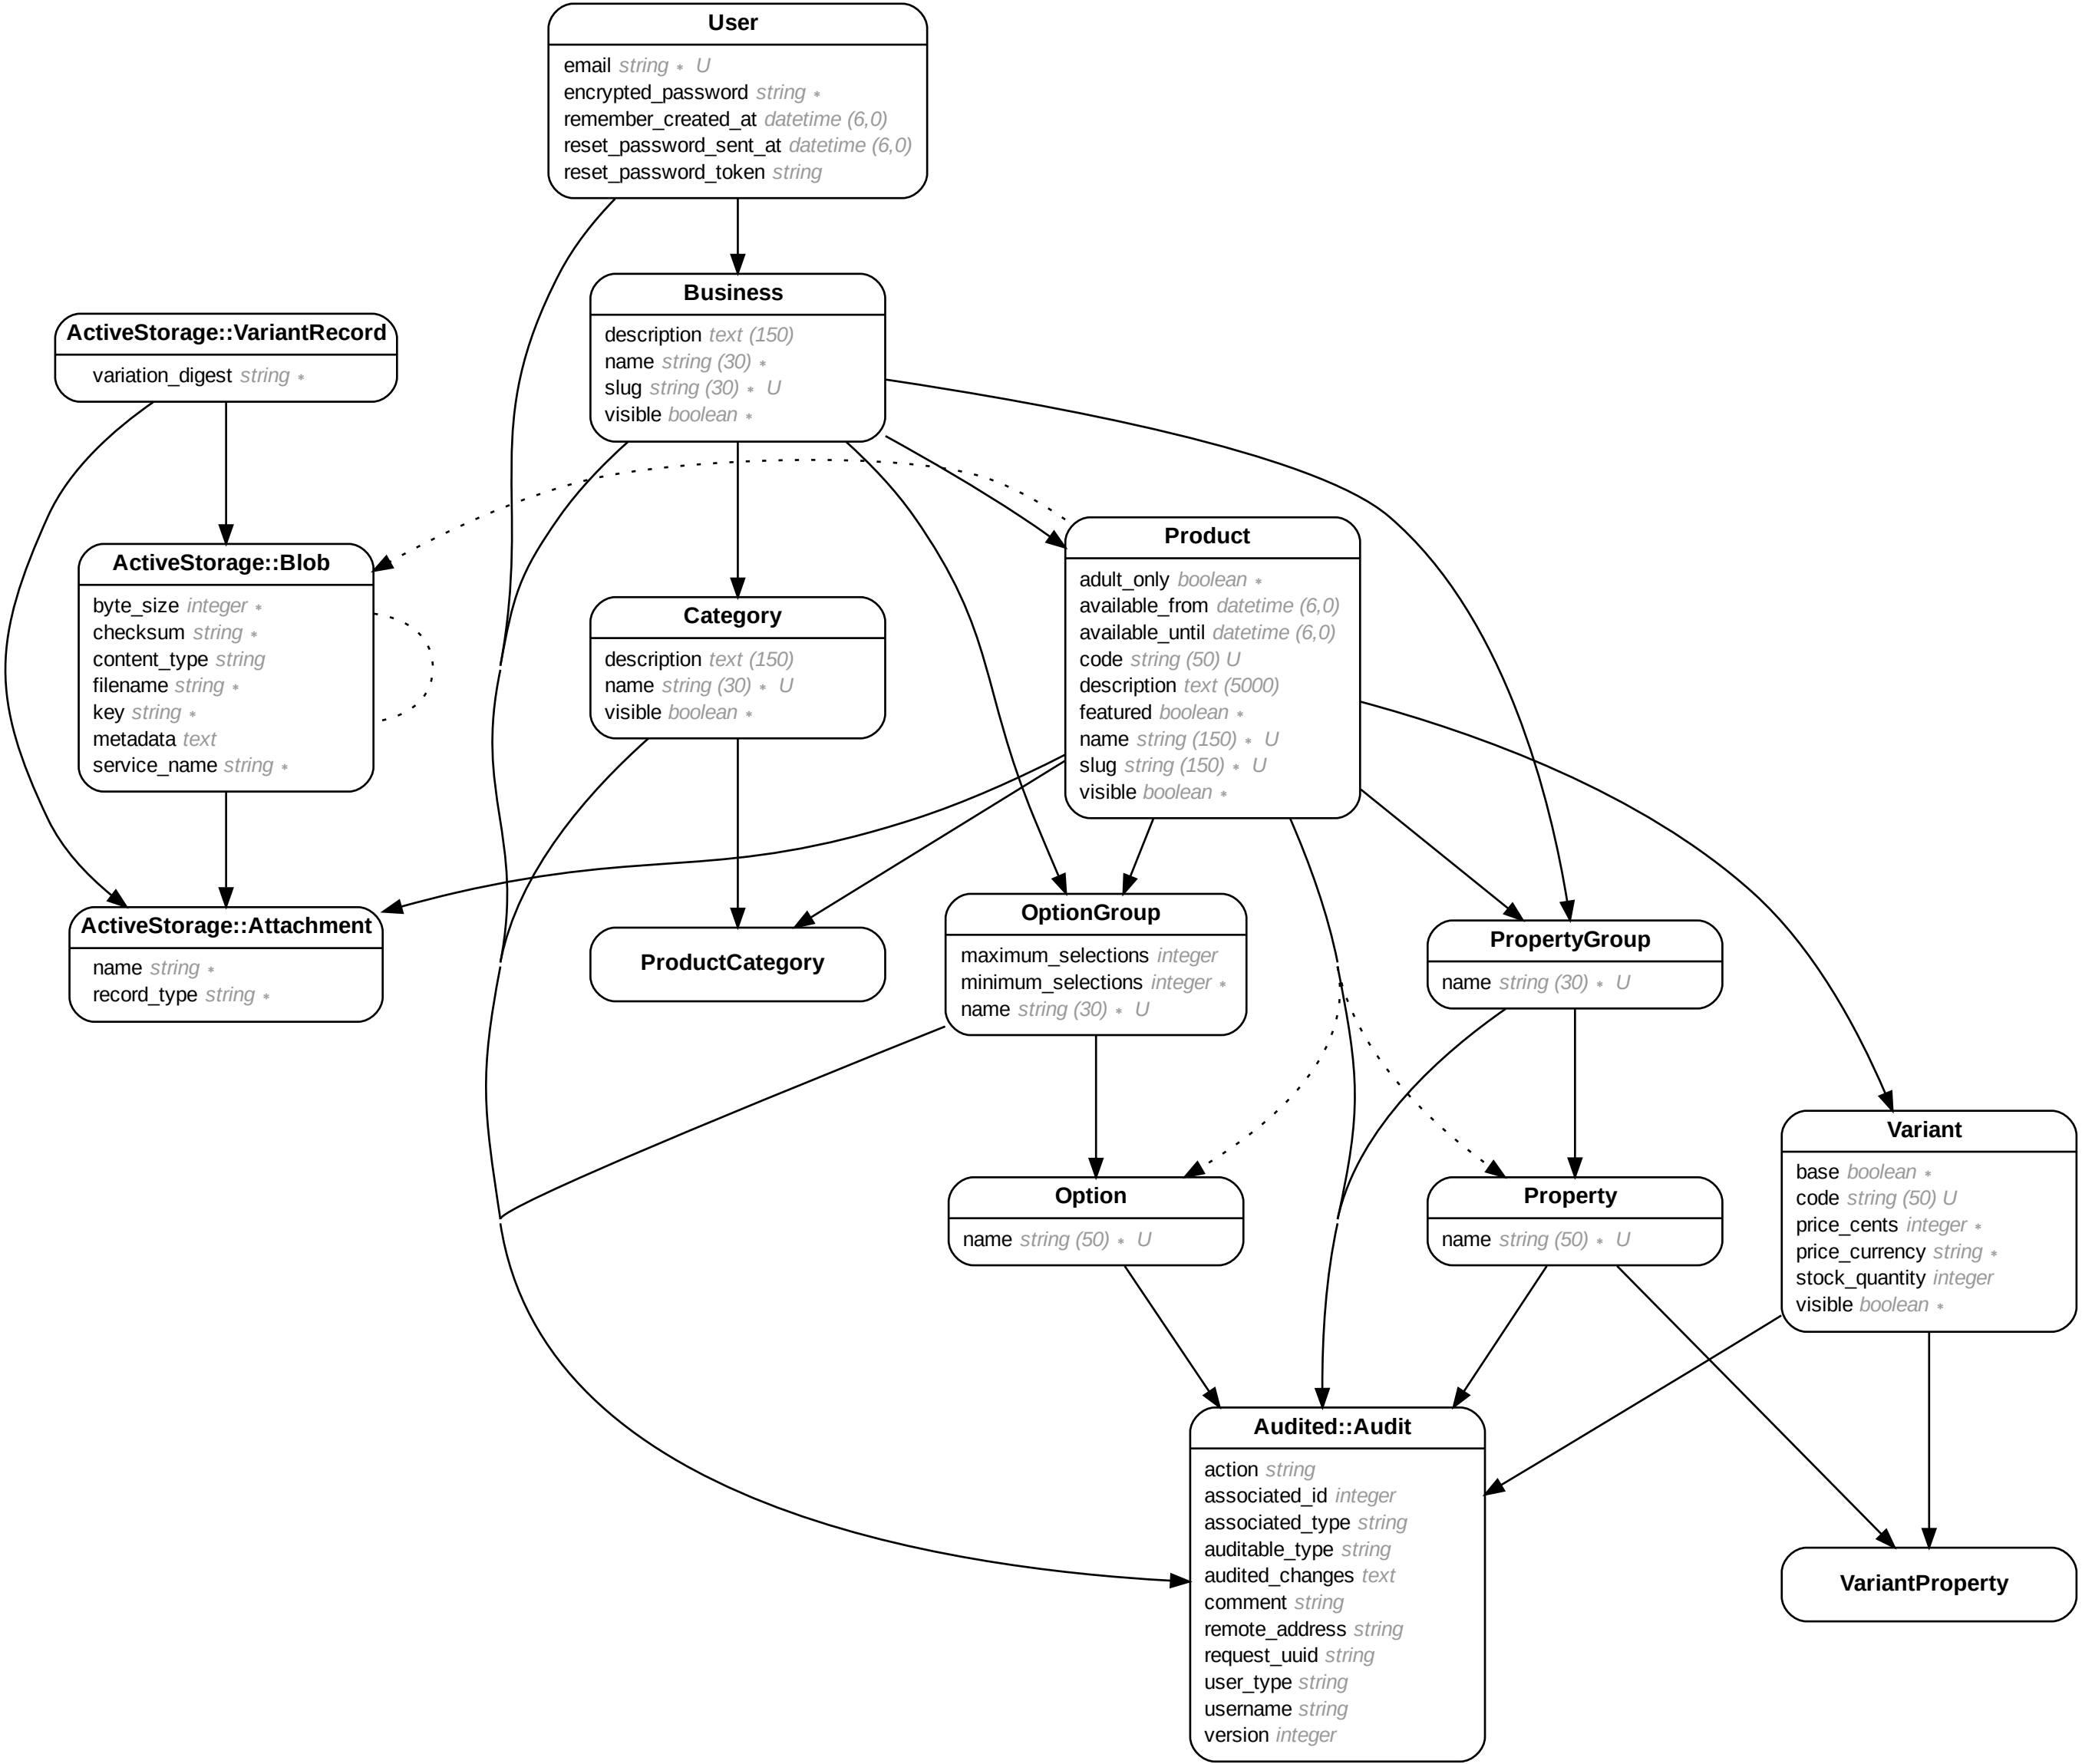 User
email string * U
encrypted_password string *
remember_created_at datetime (6,0)
reset_password_sent_at datetime (6,0)
reset_password_token string
Business
description text (150)
name string (30) * 
slug string (30) * U
visible boolean *
ActiveStorage::VariantRecord
variation_digest string *
Product
adult_only boolean *
available_from datetime (6,0)
available_until datetime (6,0)
code string (50) U
description text (5000)
featured boolean *
name string (150) * U
slug string (150) * U
visible boolean *
ActiveStorage::Blob
byte_size integer *
checksum string *
content_type string
filename string *
key string *
metadata text
service_name string *
Category
description text (150)
name string (30) * U
visible boolean *
ActiveStorage::Attachment
name string *
record_type string *
ProductCategory
OptionGroup
maximum_selections integer
minimum_selections integer *
name string (30) * U
PropertyGroup
name string (30) * U
Variant
base boolean *
code string (50) U
price_cents integer *
price_currency string *
stock_quantity integer
visible boolean *
Option
name string (50) * U
Property
name string (50) * U
Audited::Audit
action string
associated_id integer
associated_type string
auditable_type string
audited_changes text
comment string
remote_address string
request_uuid string
user_type string
username string
version integer
VariantProperty